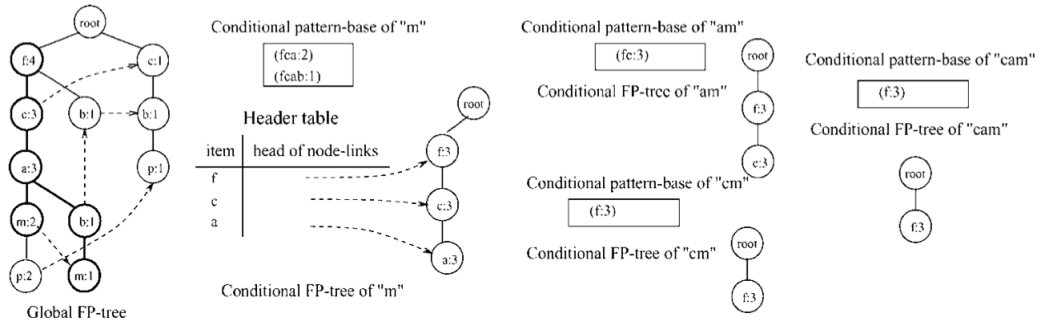 root
f:4
c:1
c:3
b:1
b:1
a:3
p:1
m:2
b:1
p:2
m:1
Global FP-tree
Conditional pattern-base of "m"
(fca:2)
(fcab:1)
Header table
item head of node-links
f
c
a
root
f:3
c:3
a:3
Conditional FP-tree of "m"
Conditional pattern-base of "am"
(fc:3)
Conditional FP-tree of "am"
root
f:3
c:3
Conditional pattern-base of "cm"
(f:3)
Conditional FP-tree of "cm"
root
f:3
Conditional pattern-base of "cam"
(f:3)
Conditional FP-tree of "cam"
root
f:3